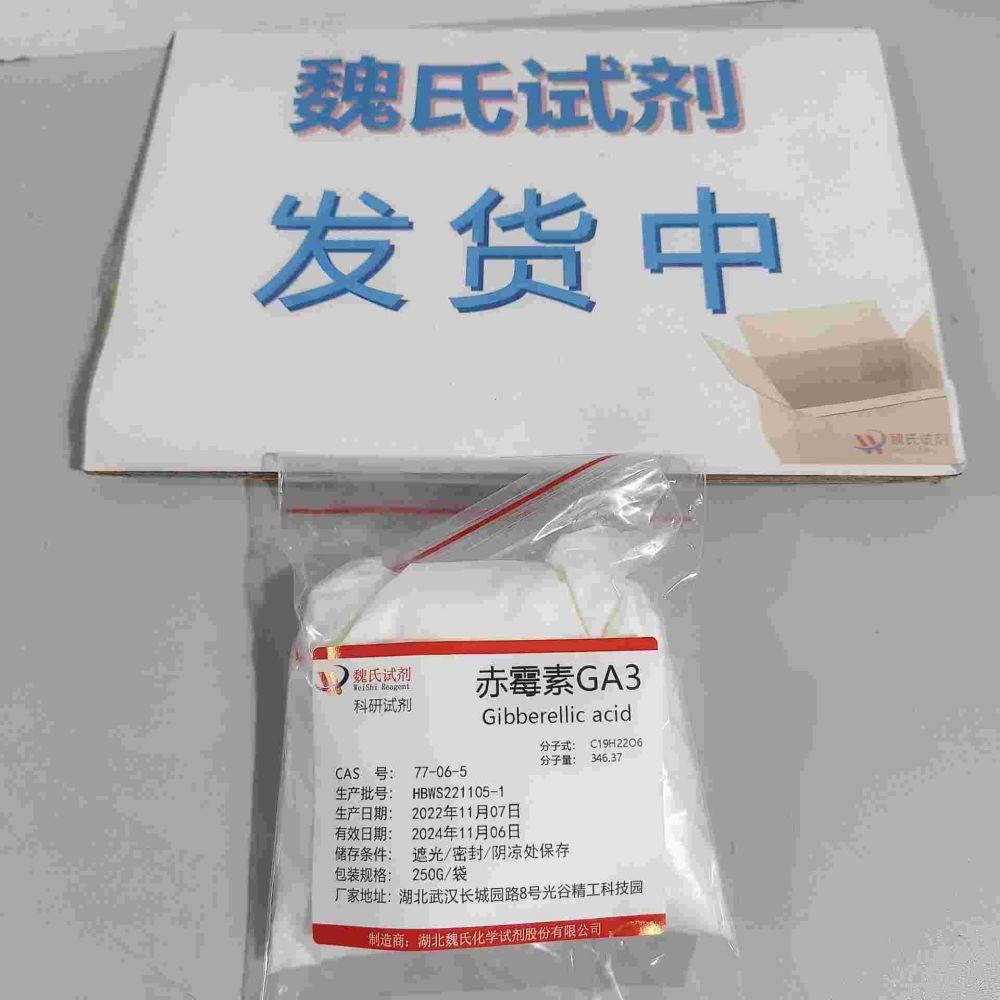 魏氏试剂
发货中
魏氏试剂
魏氏试剂
WeiShi Reagent
科研试剂
赤霉素GA3
Gibberellic acid
分子式： C19H22O6
分子量： 346.37
CAS 号： 77-06-5
生产批号： HBWS221105-1
生产日期： 2022年11月07日
有效日期： 2024年11月06日
储存条件： 遮光/密封/阴凉处保存
包装规格： 250G/袋
厂家地址： 湖北武汉长城园路8号光谷精工科技园
制造商：湖北魏氏化学试剂股份有限公司